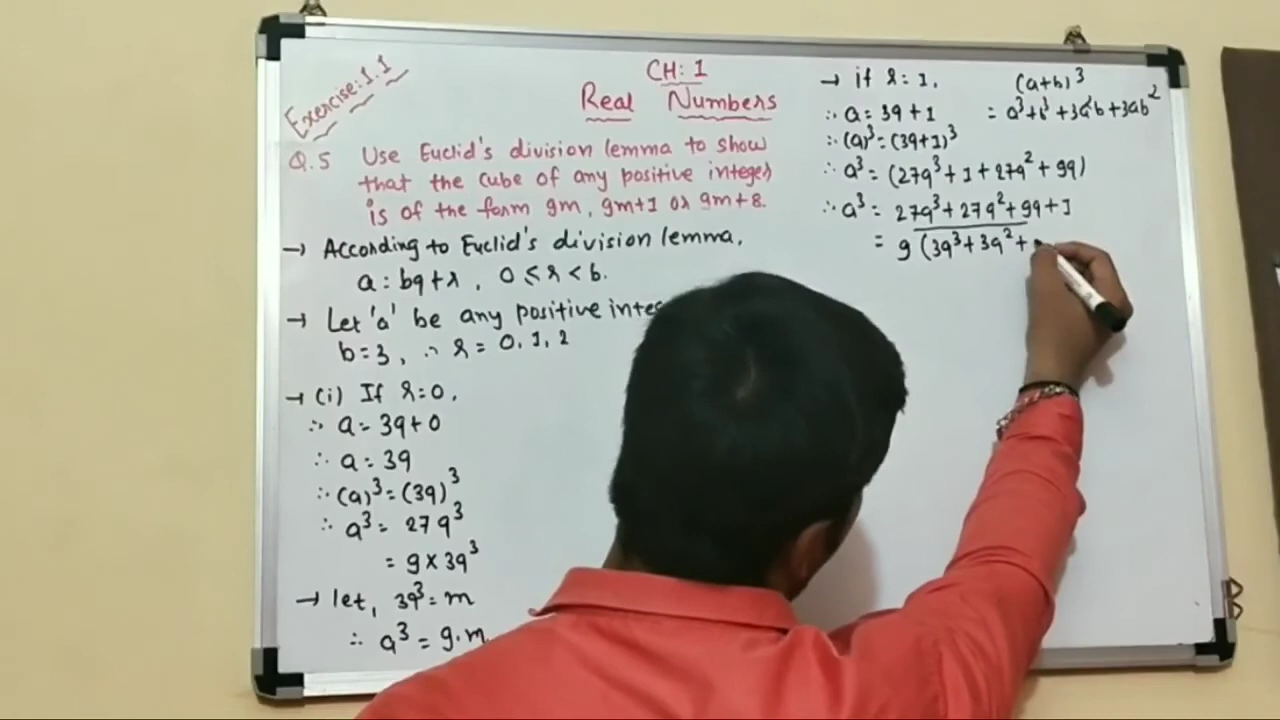 Exercise:1.1
CH: 1
Real Numbers
Q.5 Use Euclid's division lemma to show
that the cube of any positive integer
is of the form 9m, 9m+1 or 9m+8.
→ According to Euclid's division lemma,
a = bq+r, 0 ≤ r < b.
→ Let 'a' be any positive
b=3, ∴ r = 0, 1, 2
→ (i) If r=0.
∴ a = 3q+0
∴ a = 3q
∴ (a)³ = (3q)³
∴ a³ = 27q³
= 9 × 3q³
→ let, 3q³ = m
∴ a³ = 9.m
→ if r = 1.
∴ a = 3q+1
∴ (a)³ = (3q+1)³
∴ a³ = (27q³+1+27q²+9q)
∴ a³ = 27q³+27q²+9q+1
= 9 (3q³+3q²+
(a+b)³
= a³+b³+3a²b+3ab²